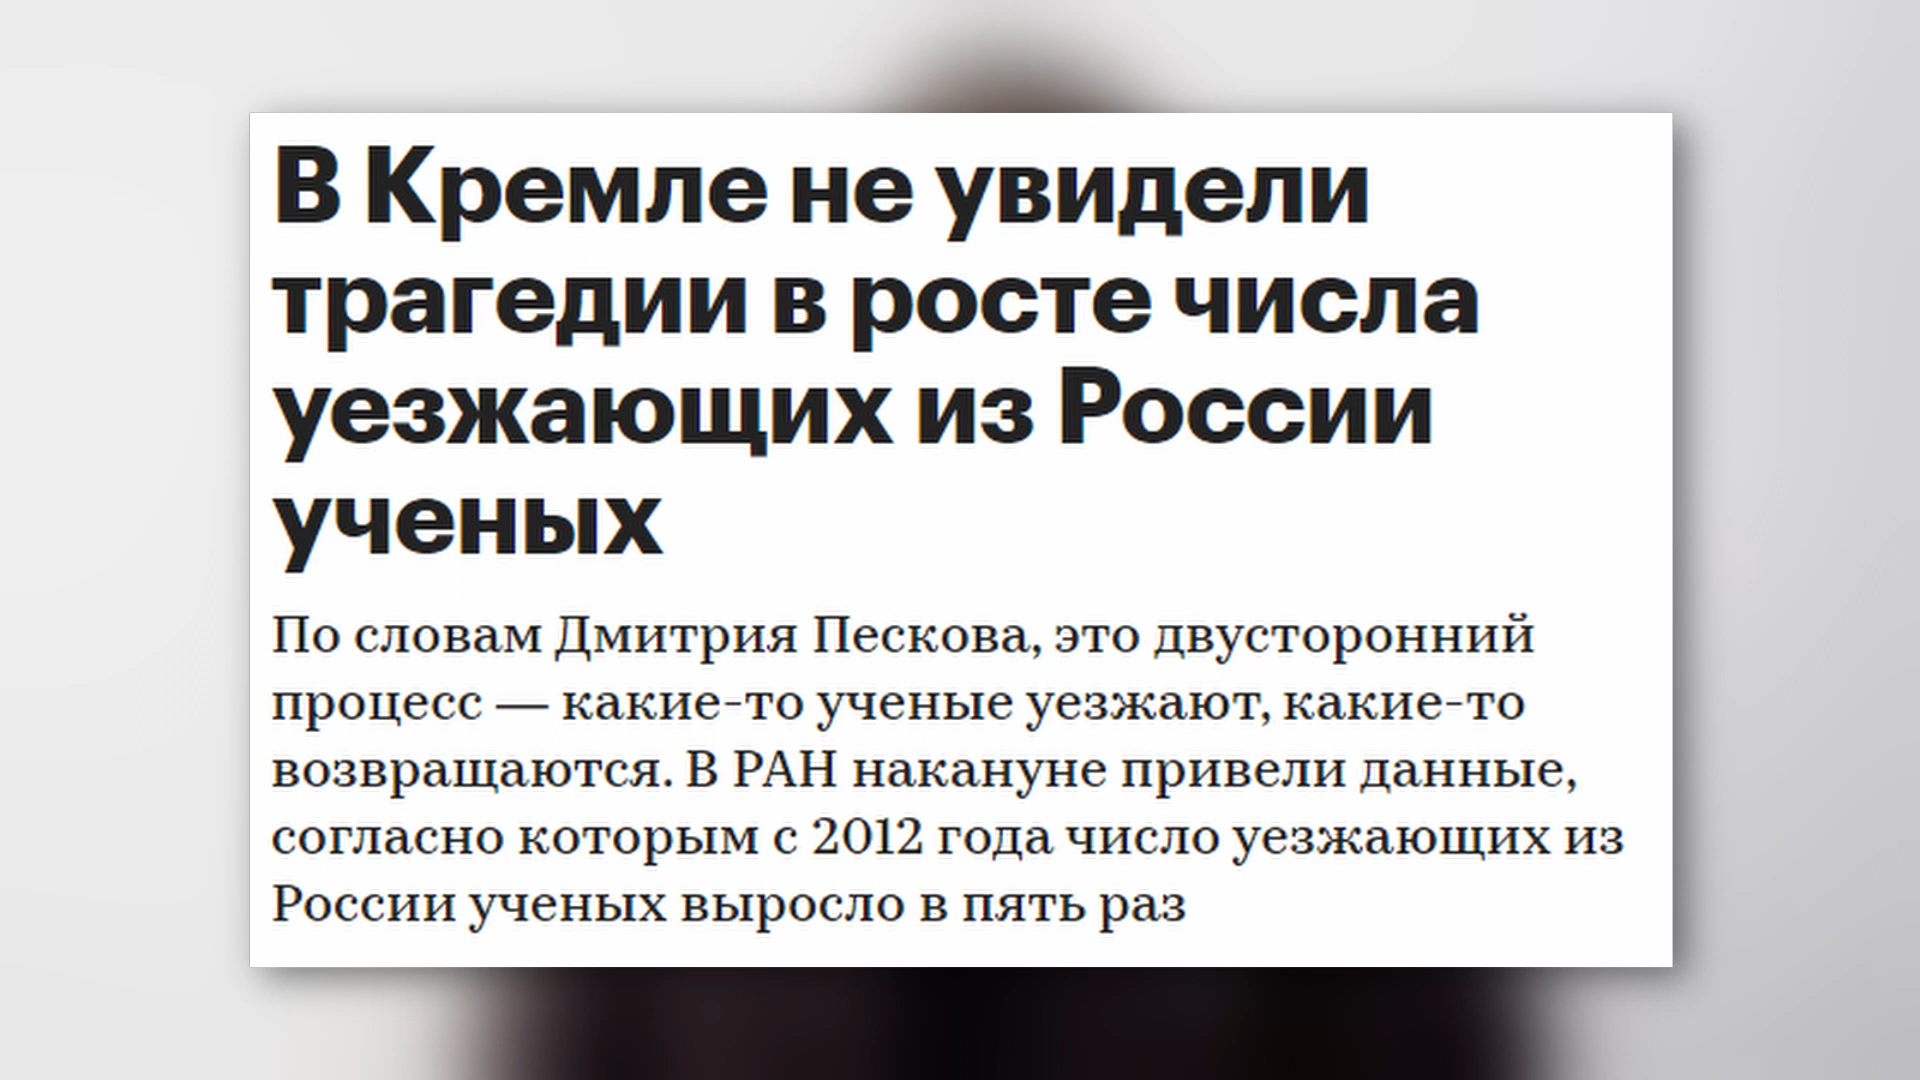 В Кремле не увидели
трагедии в росте числа
уезжающих из России
ученых
По словам Дмитрия Пескова, это двусторонний
процесс — какие-то ученые уезжают, какие-то
возвращаются. В РАН накануне привели данные,
согласно которым с 2012 года число уезжающих из
России ученых выросло в пять раз